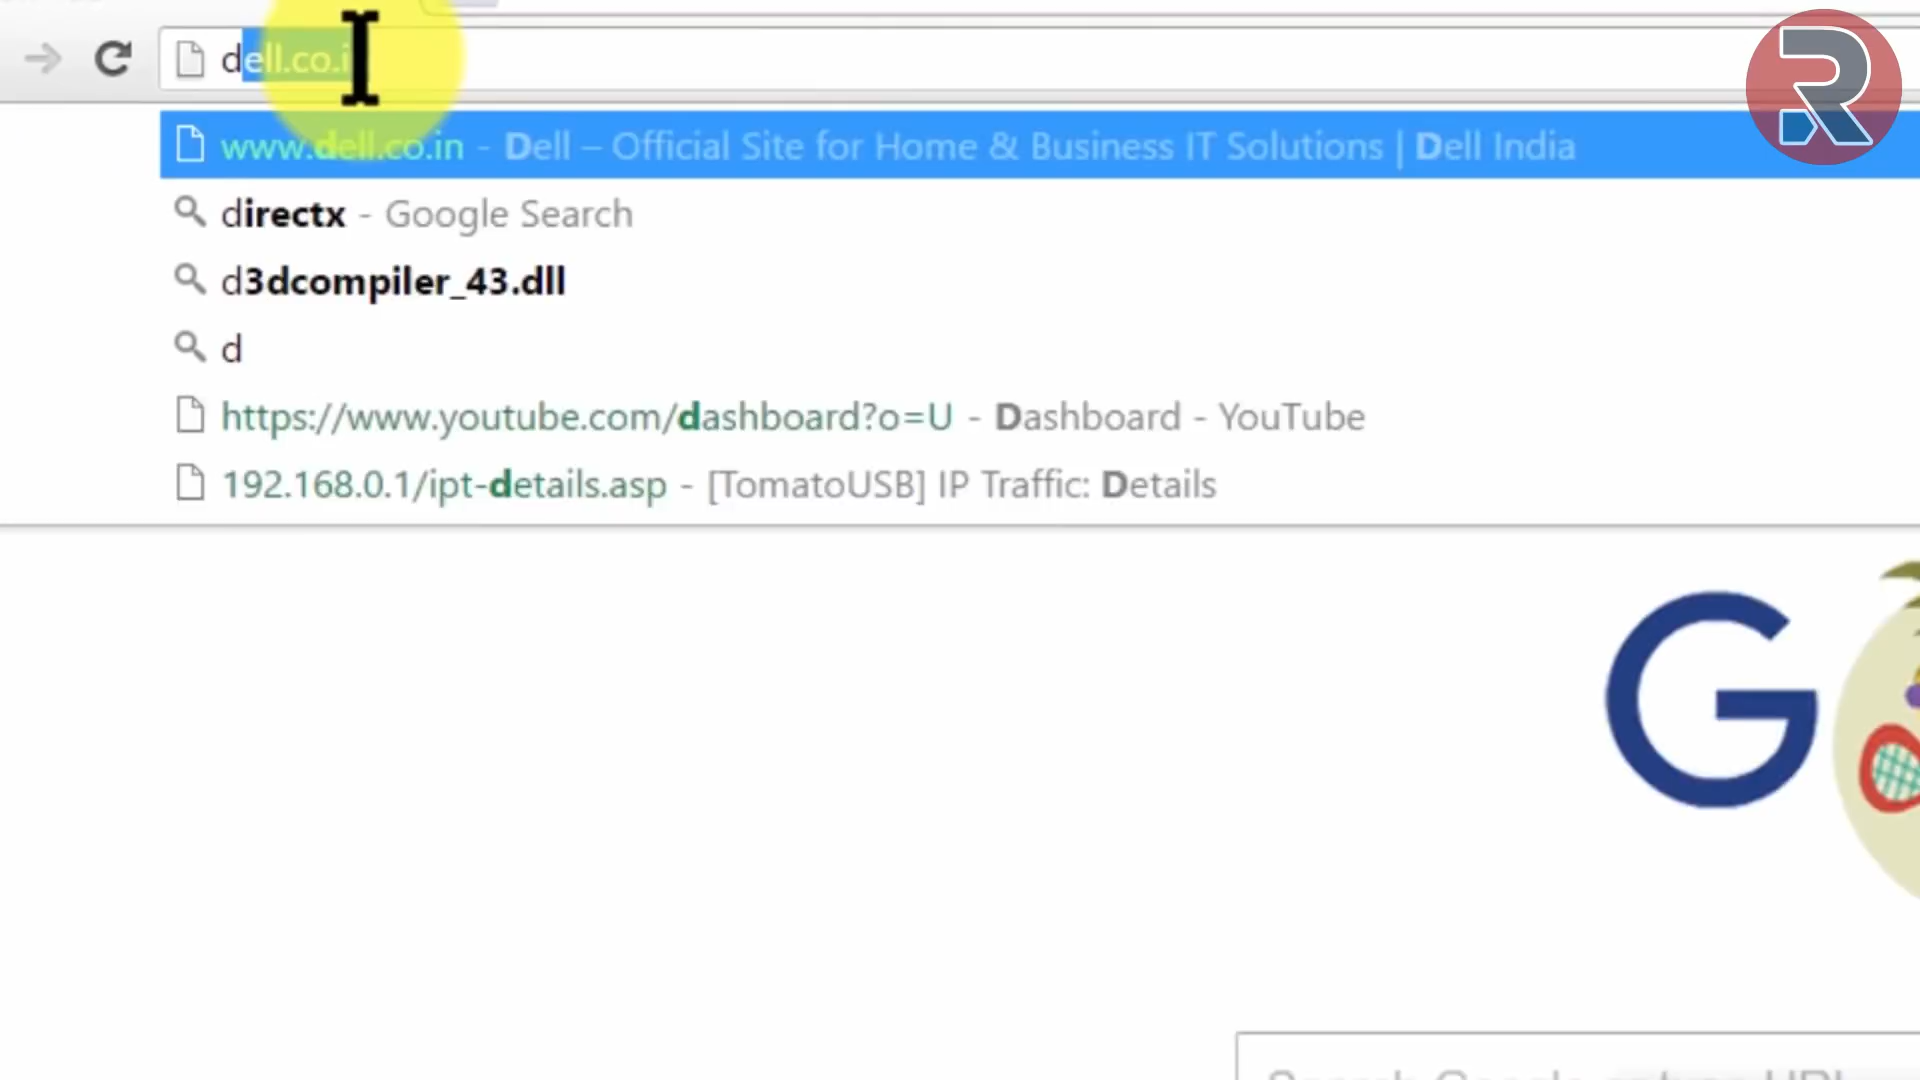 dell.co.i
www.dell.co.in - Dell – Official Site for Home & Business IT Solutions | Dell India
directx - Google Search
d3dcompiler_43.dll
d
https://www.youtube.com/dashboard?o=U - Dashboard - YouTube
192.168.0.1/ipt-details.asp - [TomatoUSB] IP Traffic: Details
G